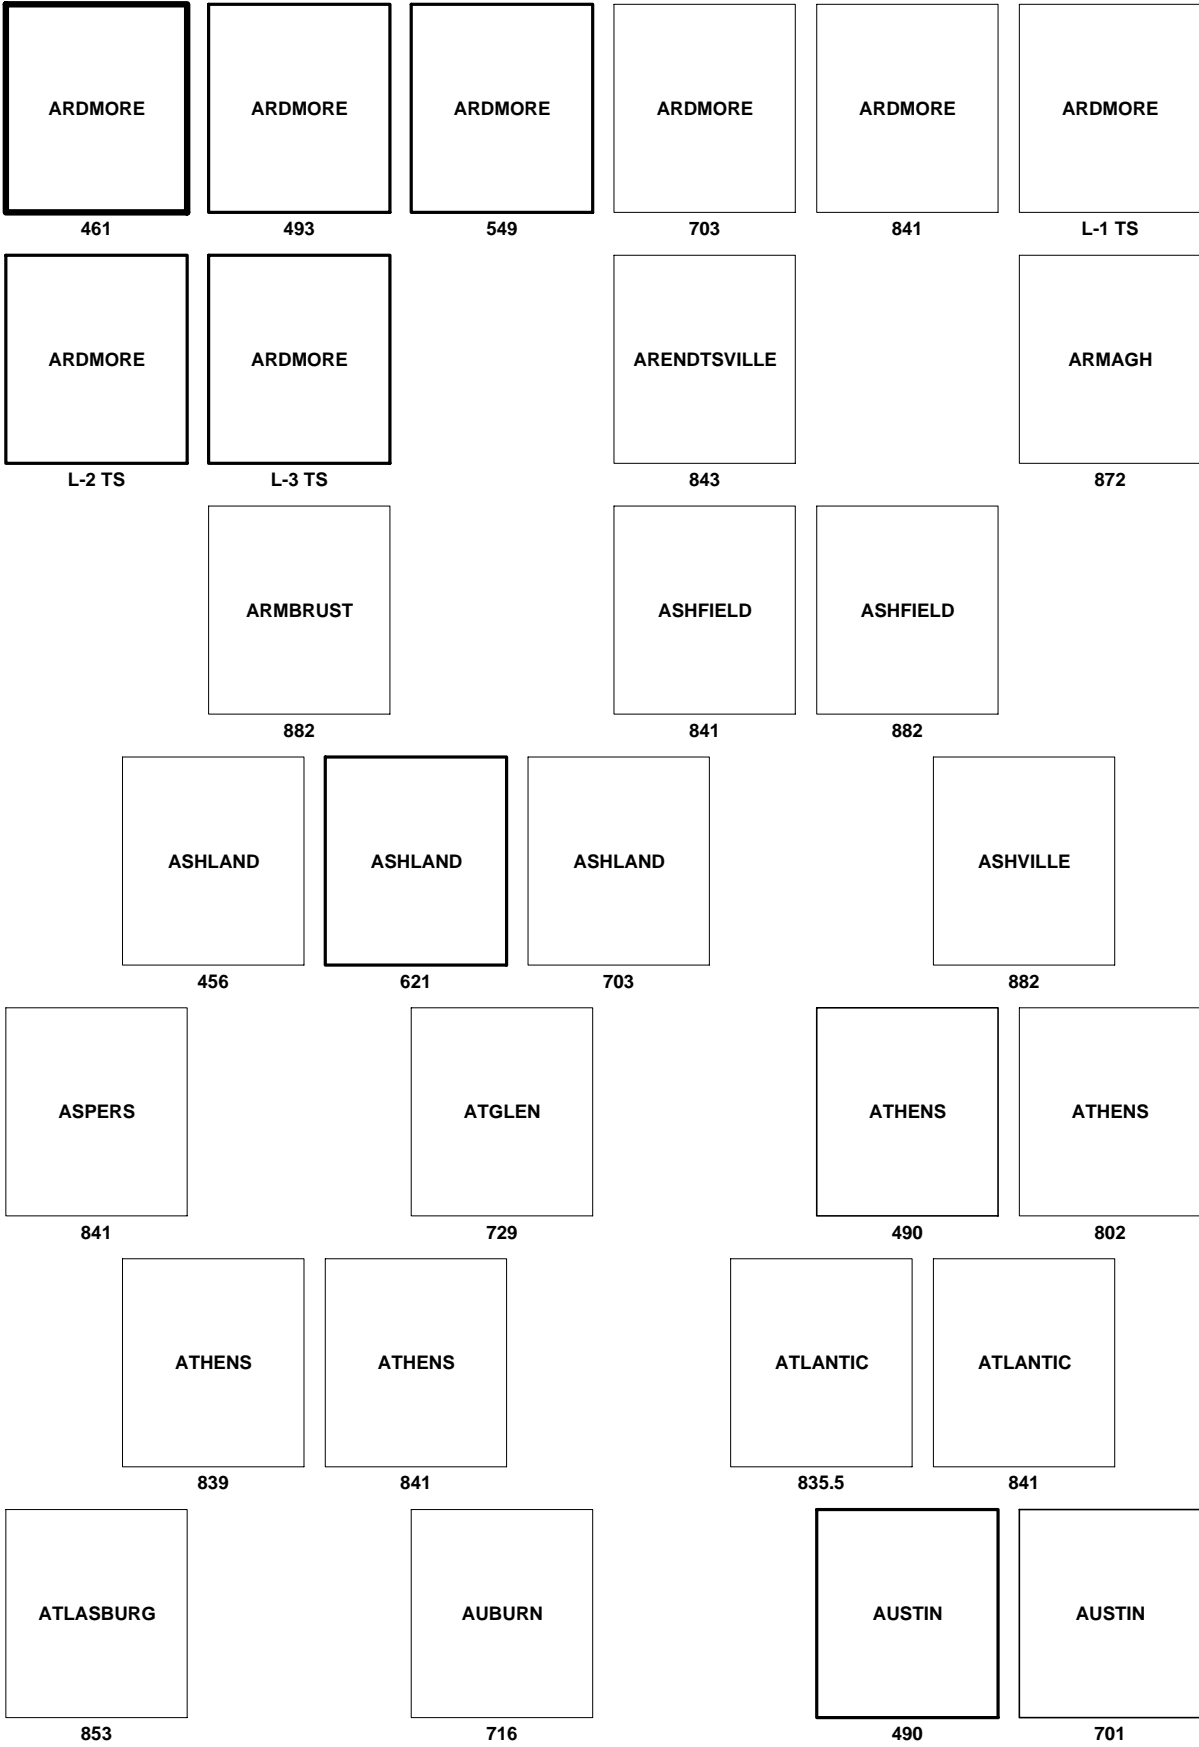 ARDMORE ARDMORE ARDMORE ARDMORE ARDMORE ARDMORE
461 493 549 703 841 L-1 TS
ARDMORE ARDMORE ARENDTSVILLE ARMAGH
L-2 TS L-3 TS 843 872
ARMBRUST ASHFIELD ASHFIELD
882 841 882
ASHLAND ASHLAND ASHLAND ASHVILLE
456 621 703 882
ASPERS ATGLEN ATHENS ATHENS
841 729 490 802
ATHENS ATHENS ATLANTIC ATLANTIC
839 841 835.5 841
ATLASBURG AUBURN AUSTIN AUSTIN
853 716 490 701